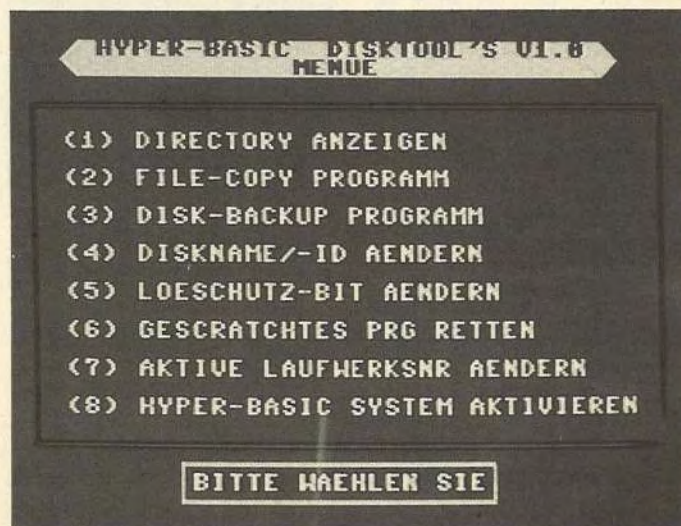 HYPER-BASIC DISKTOOL'S V1.0
MENUE
(1) DIRECTORY ANZEIGEN
(2) FILE-COPY PROGRAMM
(3) DISK-BACKUP PROGRAMM
(4) DISKNAME/-ID AENDERN
(5) LOESCHUTZ-BIT AENDERN
(6) GESCRATCHTES PRG RETTEN
(7) AKTIVE LAUFWERKSNR AENDERN
(8) HYPER-BASIC SYSTEM AKTIVIEREN
BITTE WAEHLEN SIE